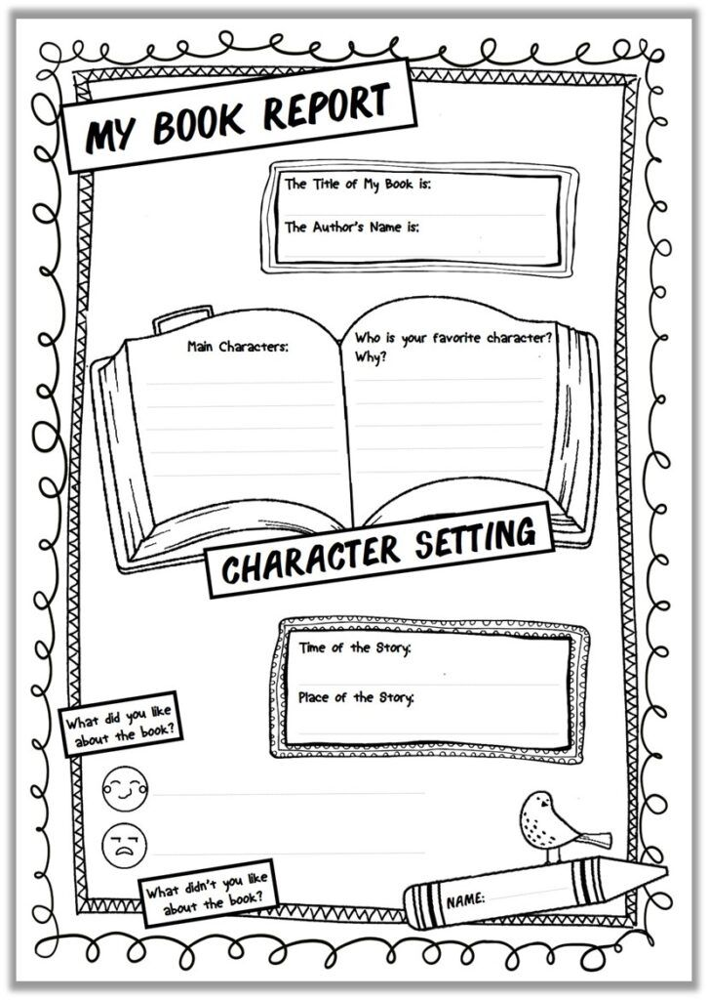 MY BOOK REPORT
The Title of My Book is:
The Author's Name is:
Main Characters:
Who is your favorite character?
Why?
CHARACTER SETTING
Time of the Story:
Place of the Story:
What did you like
about the book?
What didn't you like
about the book?
NAME: